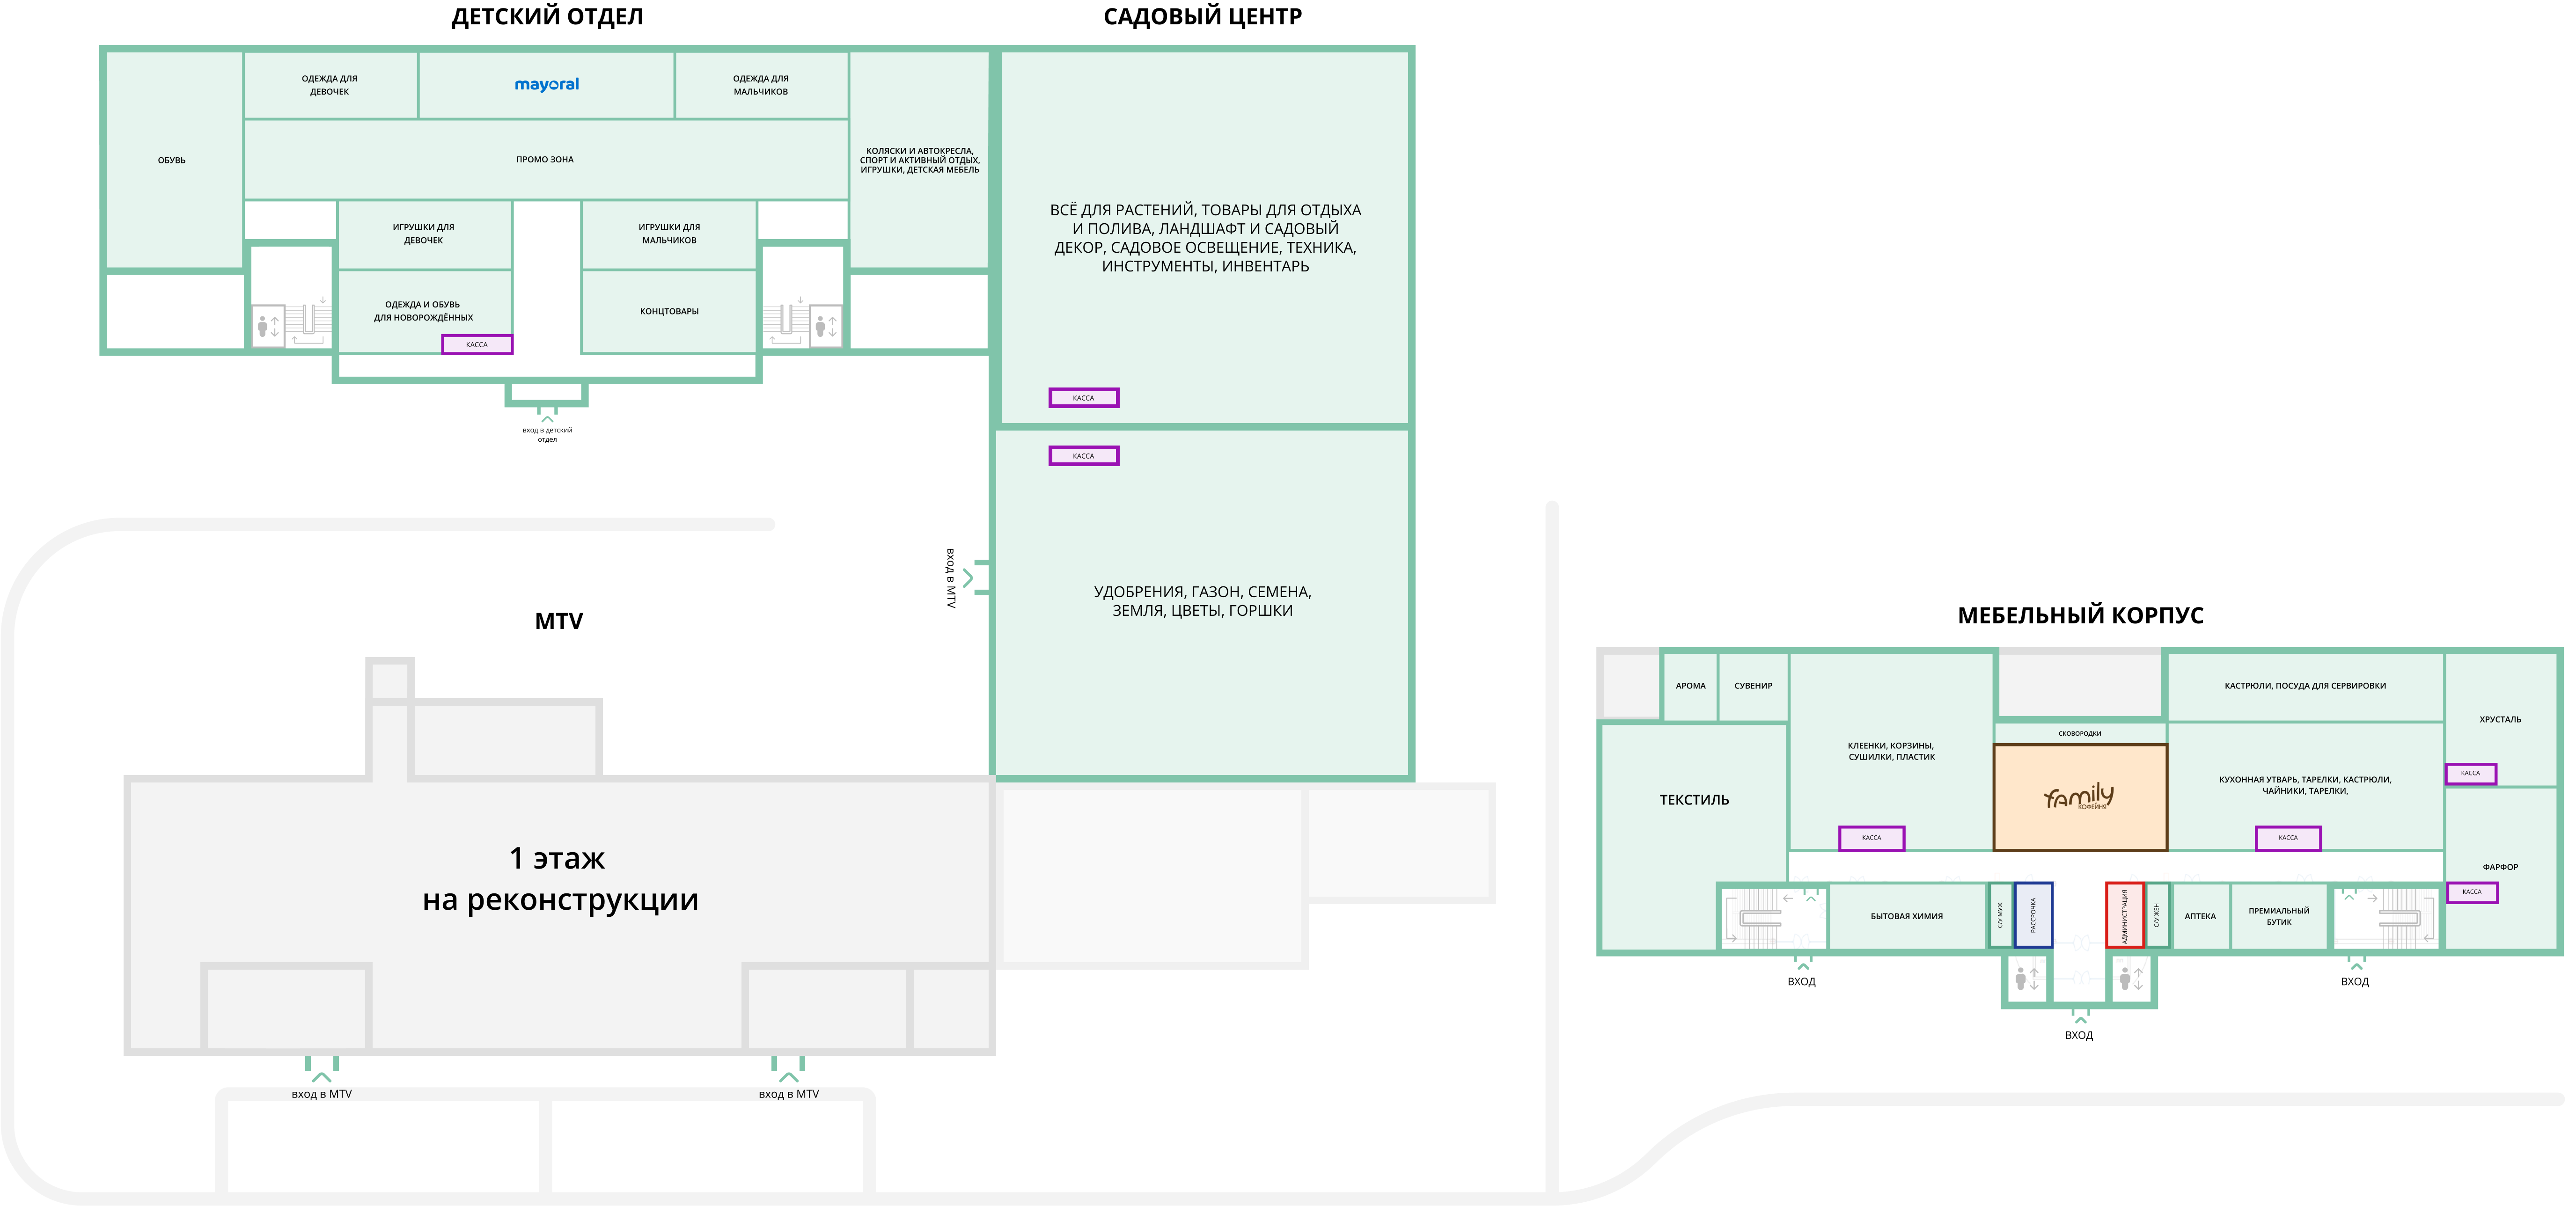 ДЕТСКИЙ ОТДЕЛ
САДОВЫЙ ЦЕНТР
ОБУВЬ
ОДЕЖДА ДЛЯ
ДЕВОЧЕК
mayoral
ОДЕЖДА ДЛЯ
МАЛЬЧИКОВ
ПРОМО ЗОНА
КОЛЯСКИ И АВТОКРЕСЛА,
СПОРТ И АКТИВНЫЙ ОТДЫХ,
ИГРУШКИ, ДЕТСКАЯ МЕБЕЛЬ
ИГРУШКИ ДЛЯ
ДЕВОЧЕК
ИГРУШКИ ДЛЯ
МАЛЬЧИКОВ
ОДЕЖДА И ОБУВЬ
ДЛЯ НОВОРОЖДЁННЫХ
КОНЦТОВАРЫ
КАССА
вход в детский
отдел
ВСЁ ДЛЯ РАСТЕНИЙ, ТОВАРЫ ДЛЯ ОТДЫХА
И ПОЛИВА, ЛАНДШАФТ И САДОВЫЙ
ДЕКОР, САДОВОЕ ОСВЕЩЕНИЕ, ТЕХНИКА,
ИНСТРУМЕНТЫ, ИНВЕНТАРЬ
КАССА
КАССА
вход в MTV
УДОБРЕНИЯ, ГАЗОН, СЕМЕНА,
ЗЕМЛЯ, ЦВЕТЫ, ГОРШКИ
MTV
1 этаж
на реконструкции
вход в MTV
вход в MTV
МЕБЕЛЬНЫЙ КОРПУС
АРОМА
СУВЕНИР
КЛЕЕНКИ, КОРЗИНЫ,
СУШИЛКИ, ПЛАСТИК
СКОВОРОДКИ
КАСТРЮЛИ, ПОСУДА ДЛЯ СЕРВИРОВКИ
ХРУСТАЛЬ
ТЕКСТИЛЬ
family
КОФЕЙНЯ
КУХОННАЯ УТВАРЬ, ТАРЕЛКИ, КАСТРЮЛИ,
ЧАЙНИКИ, ТАРЕЛКИ,
КАССА
КАССА
КАССА
ФАРФОР
КАССА
БЫТОВАЯ ХИМИЯ
С/У МУЖ
РАССРОЧКА
АДМИНИСТРАЦИЯ
С/У ЖЕН
АПТЕКА
ПРЕМИАЛЬНЫЙ
БУТИК
ВХОД
ВХОД
ВХОД